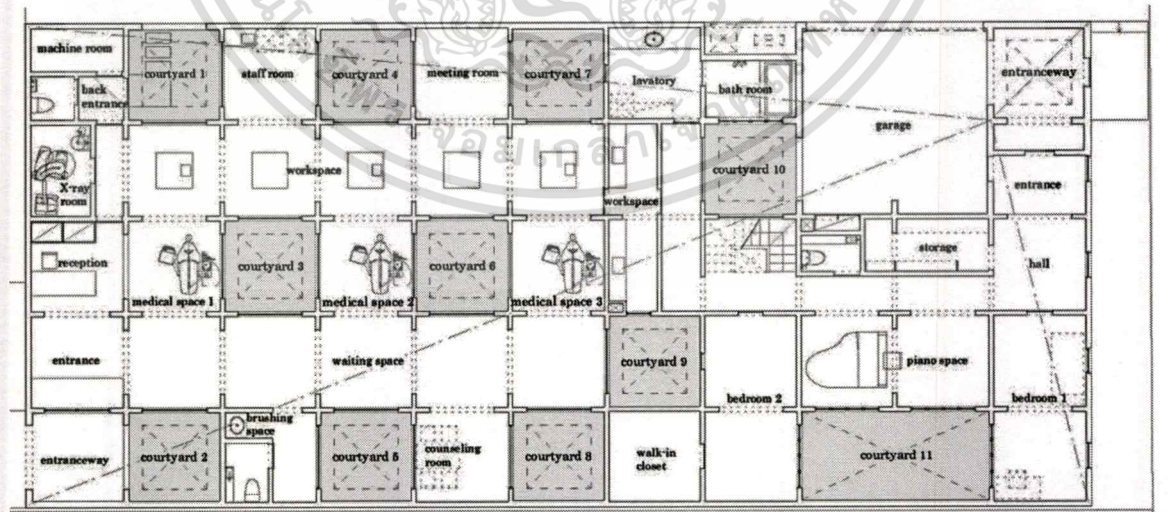 machine room
courtyard 1
staff room
courtyard 4
meeting room
courtyard 7
lavatory
bath room
garage
entranceway
back
entrance
X-ray
room
workspace
workspace
courtyard 10
entrance
reception
medical space 1
courtyard 3
medical space 2
courtyard 6
medical space 3
storage
hall
entrance
waiting space
courtyard 9
bedroom 2
piano space
bedroom 1
entranceway
courtyard 2
brushing
space
courtyard 5
counseling
room
courtyard 8
walk-in
closet
courtyard 11